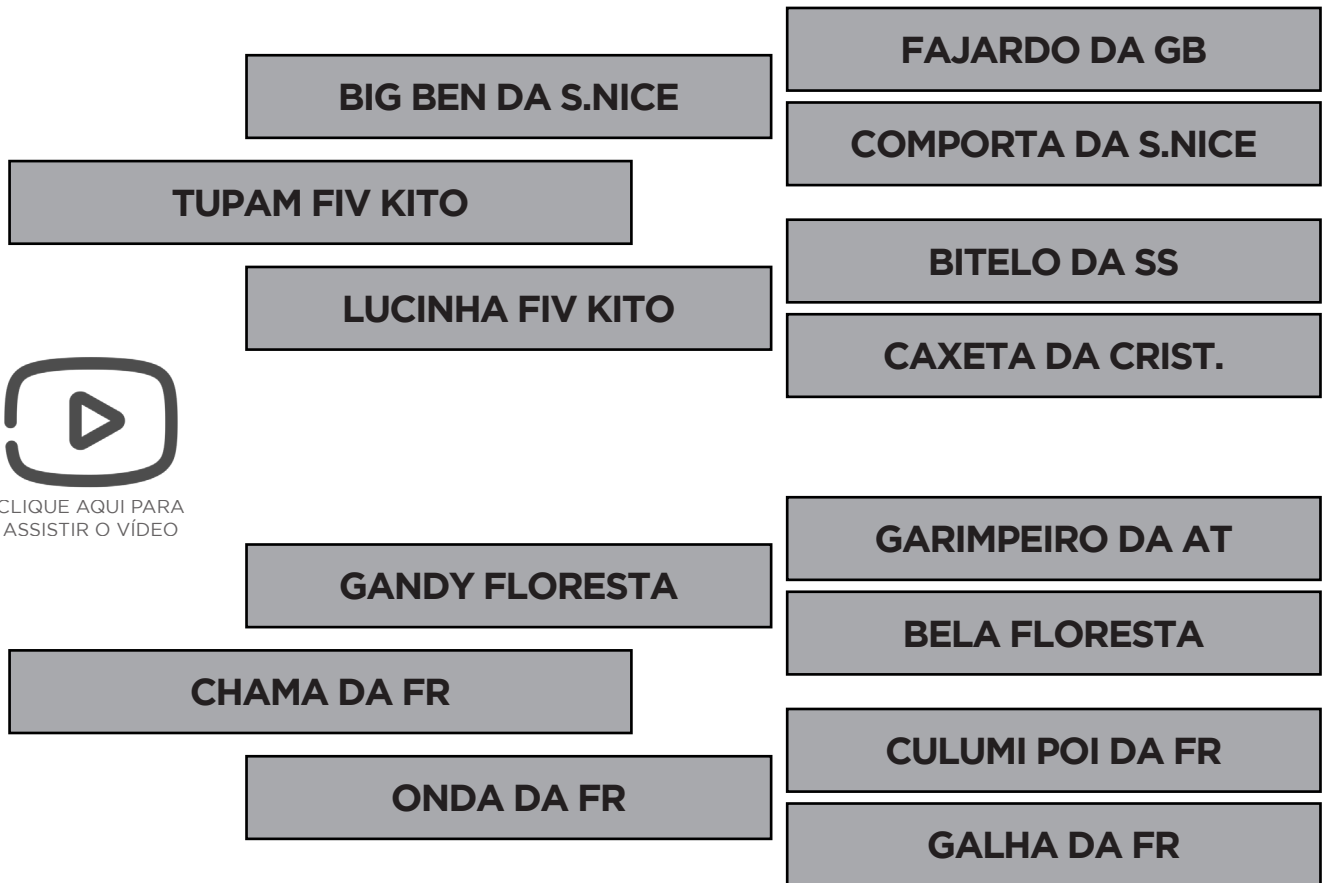 FAJARDO DA GB
BIG BEN DA S.NICE
COMPORTA DA S.NICE
TUPAM FIV KITO
BITELO DA SS
LUCINHA FIV KITO
CAXETA DA CRIST.
CLIQUE AQUI PARA
ASSISTIR O VÍDEO
GARIMPEIRO DA AT
GANDY FLORESTA
BELA FLORESTA
CHAMA DA FR
CULUMI POI DA FR
ONDA DA FR
GALHA DA FR